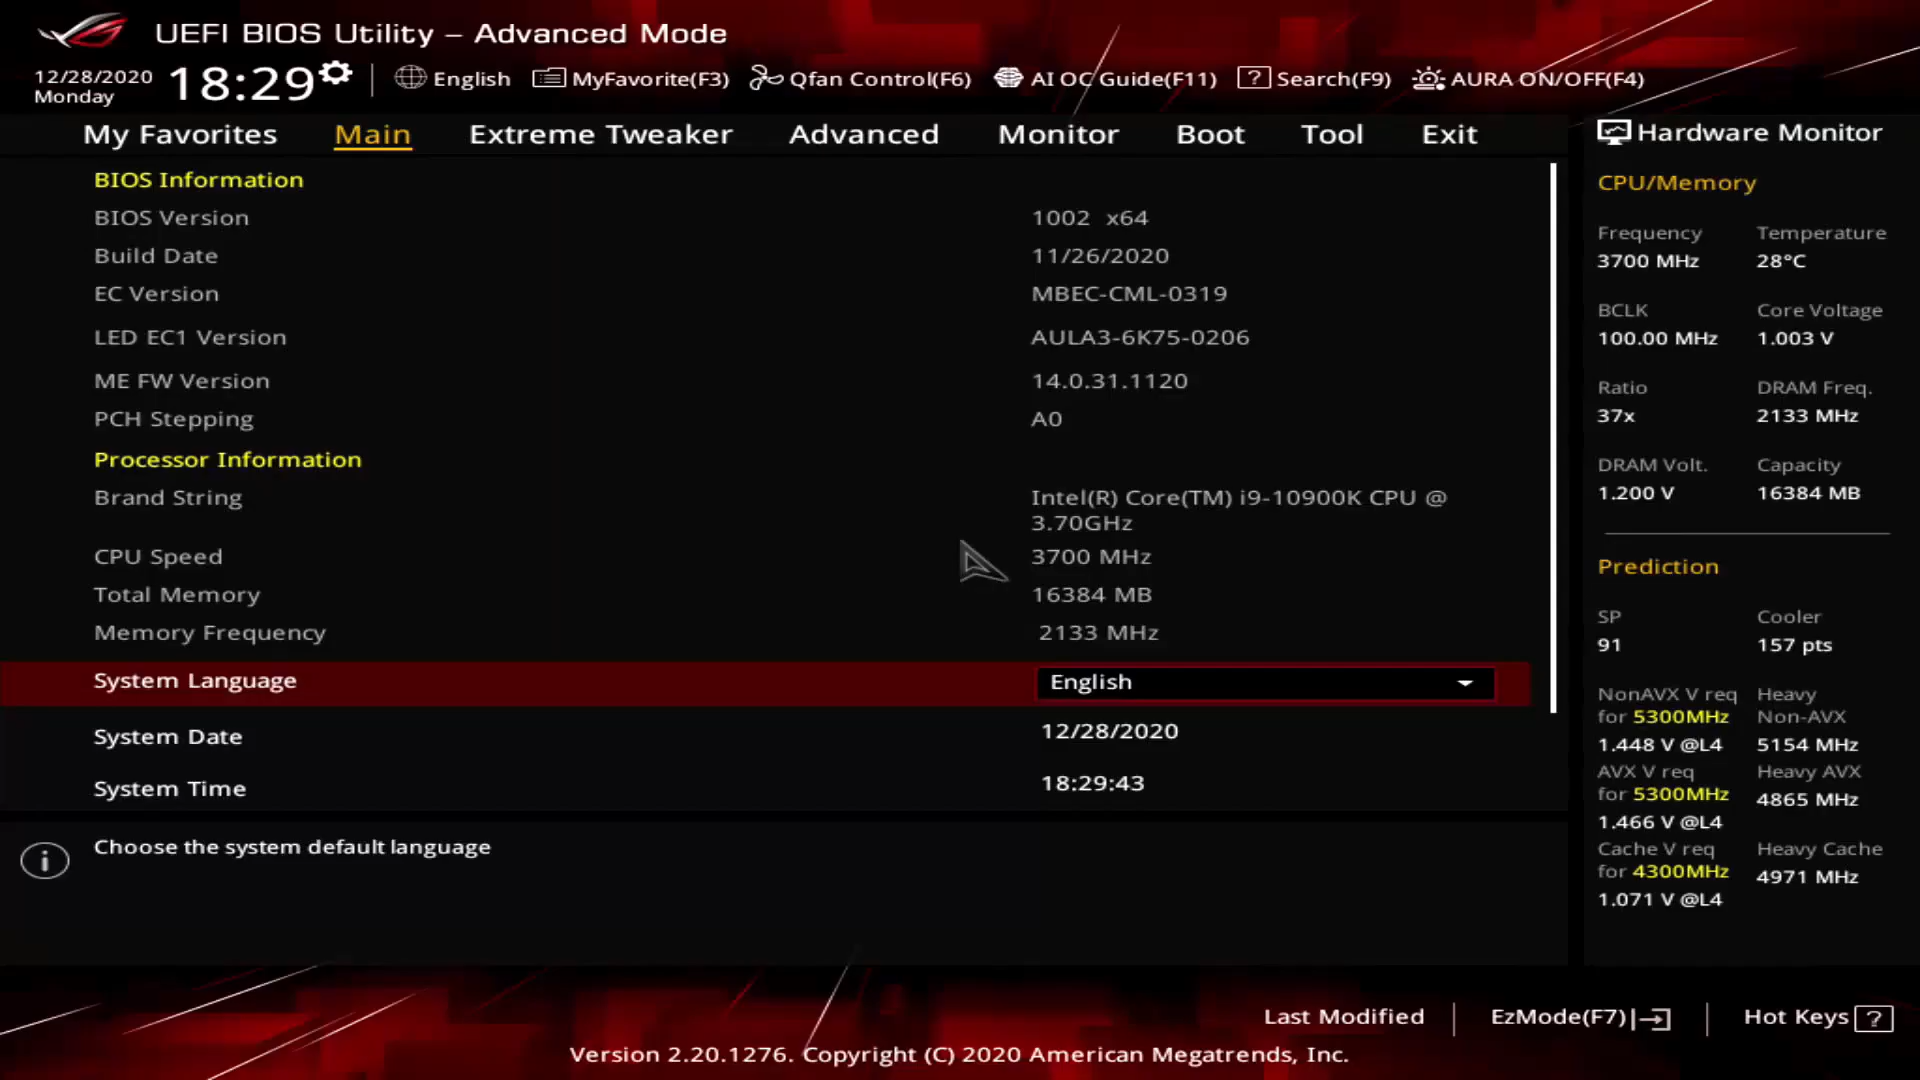 UEFI BIOS Utility – Advanced Mode
12/28/2020
Monday
18:29
English
MyFavorite(F3)
Qfan Control(F6)
AI OC Guide(F11)
? Search(F9)
AURA ON/OFF(F4)
My Favorites
Main
Extreme Tweaker
Advanced
Monitor
Boot
Tool
Exit
BIOS Information
BIOS Version 1002 x64
Build Date 11/26/2020
EC Version MBEC-CML-0319
LED EC1 Version AULA3-6K75-0206
ME FW Version 14.0.31.1120
PCH Stepping A0
Processor Information
Brand String Intel(R) Core(TM) i9-10900K CPU @
3.70GHz
CPU Speed 3700 MHz
Total Memory 16384 MB
Memory Frequency 2133 MHz
System Language English
System Date 12/28/2020
System Time 18:29:43
i Choose the system default language
Hardware Monitor
CPU/Memory
Frequency Temperature
3700 MHz 28°C
BCLK Core Voltage
100.00 MHz 1.003 V
Ratio DRAM Freq.
37x 2133 MHz
DRAM Volt. Capacity
1.200 V 16384 MB
Prediction
SP Cooler
91 157 pts
NonAVX V req Heavy
for 5300MHz Non-AVX
1.448 V @L4 5154 MHz
AVX V req Heavy AVX
for 5300MHz 4865 MHz
1.466 V @L4
Cache V req Heavy Cache
for 4300MHz 4971 MHz
1.071 V @L4
Last Modified
EzMode(F7)
Hot Keys ?
Version 2.20.1276. Copyright (C) 2020 American Megatrends, Inc.